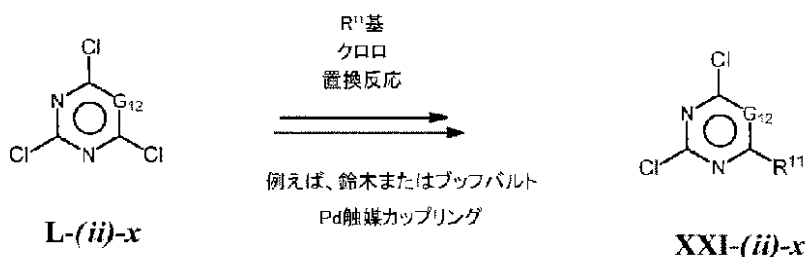 Cl
N
G12
Cl
N
Cl
L-(ii)-x
R¹¹基
クロロ
置換反応
例えば、鈴木またはブッフバルト
Pd触媒カップリング
Cl
N
G12
Cl
N
R¹¹
XXI-(ii)-x